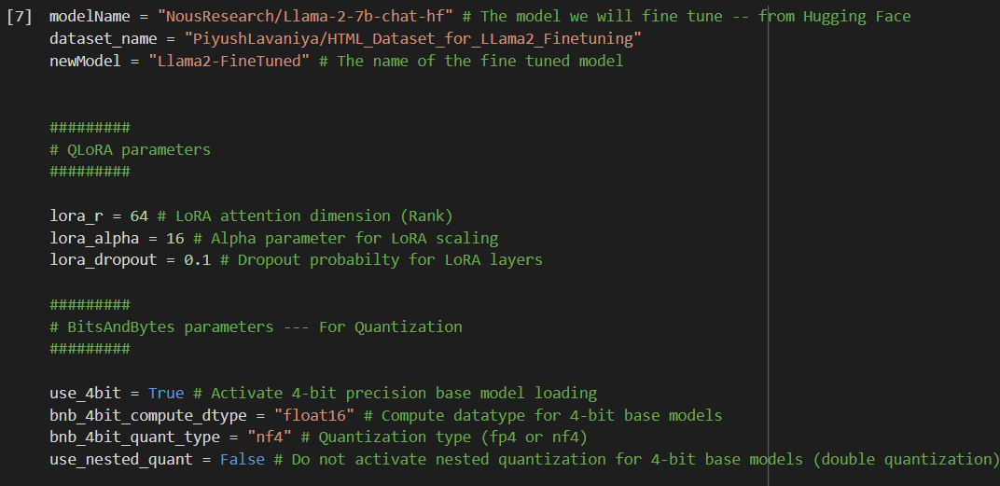 [7] modelName = "NousResearch/Llama-2-7b-chat-hf" # The model we will fine tune -- from Hugging Face
dataset_name = "PiyushLavaniya/HTML_Dataset_for_LLama2_Finetuning"
newModel = "Llama2-FineTuned" # The name of the fine tuned model
#########
# QLoRA parameters
#########
lora_r = 64 # LoRA attention dimension (Rank)
lora_alpha = 16 # Alpha parameter for LoRA scaling
lora_dropout = 0.1 # Dropout probabilty for LoRA layers
#########
# BitsAndBytes parameters --- For Quantization
#########
use_4bit = True # Activate 4-bit precision base model loading
bnb_4bit_compute_dtype = "float16" # Compute datatype for 4-bit base models
bnb_4bit_quant_type = "nf4" # Quantization type (fp4 or nf4)
use_nested_quant = False # Do not activate nested quantization for 4-bit base models (double quantization)